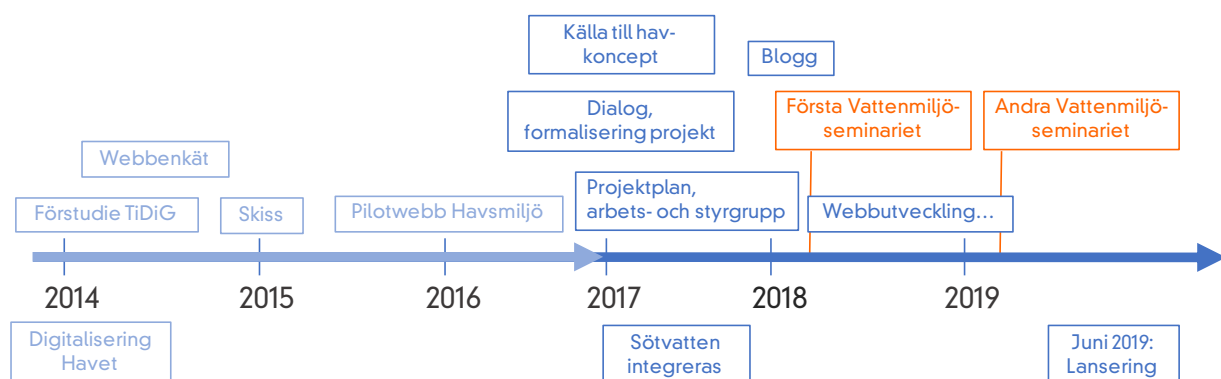 Källa till hav-
koncept
Blogg
Dialog,
formalisering projekt
Första Vattenmiljö-
seminariet
Andra Vattenmiljö-
seminariet
Webbenkät
Förstudie TiDiG
Skiss
Pilotwebb Havsmiljö
Projektplan,
arbets- och styrgrupp
Webbutveckling...
2014
2015
2016
2017
2018
2019
Digitalisering
Havet
Sötvatten
integreras
Juni 2019:
Lansering